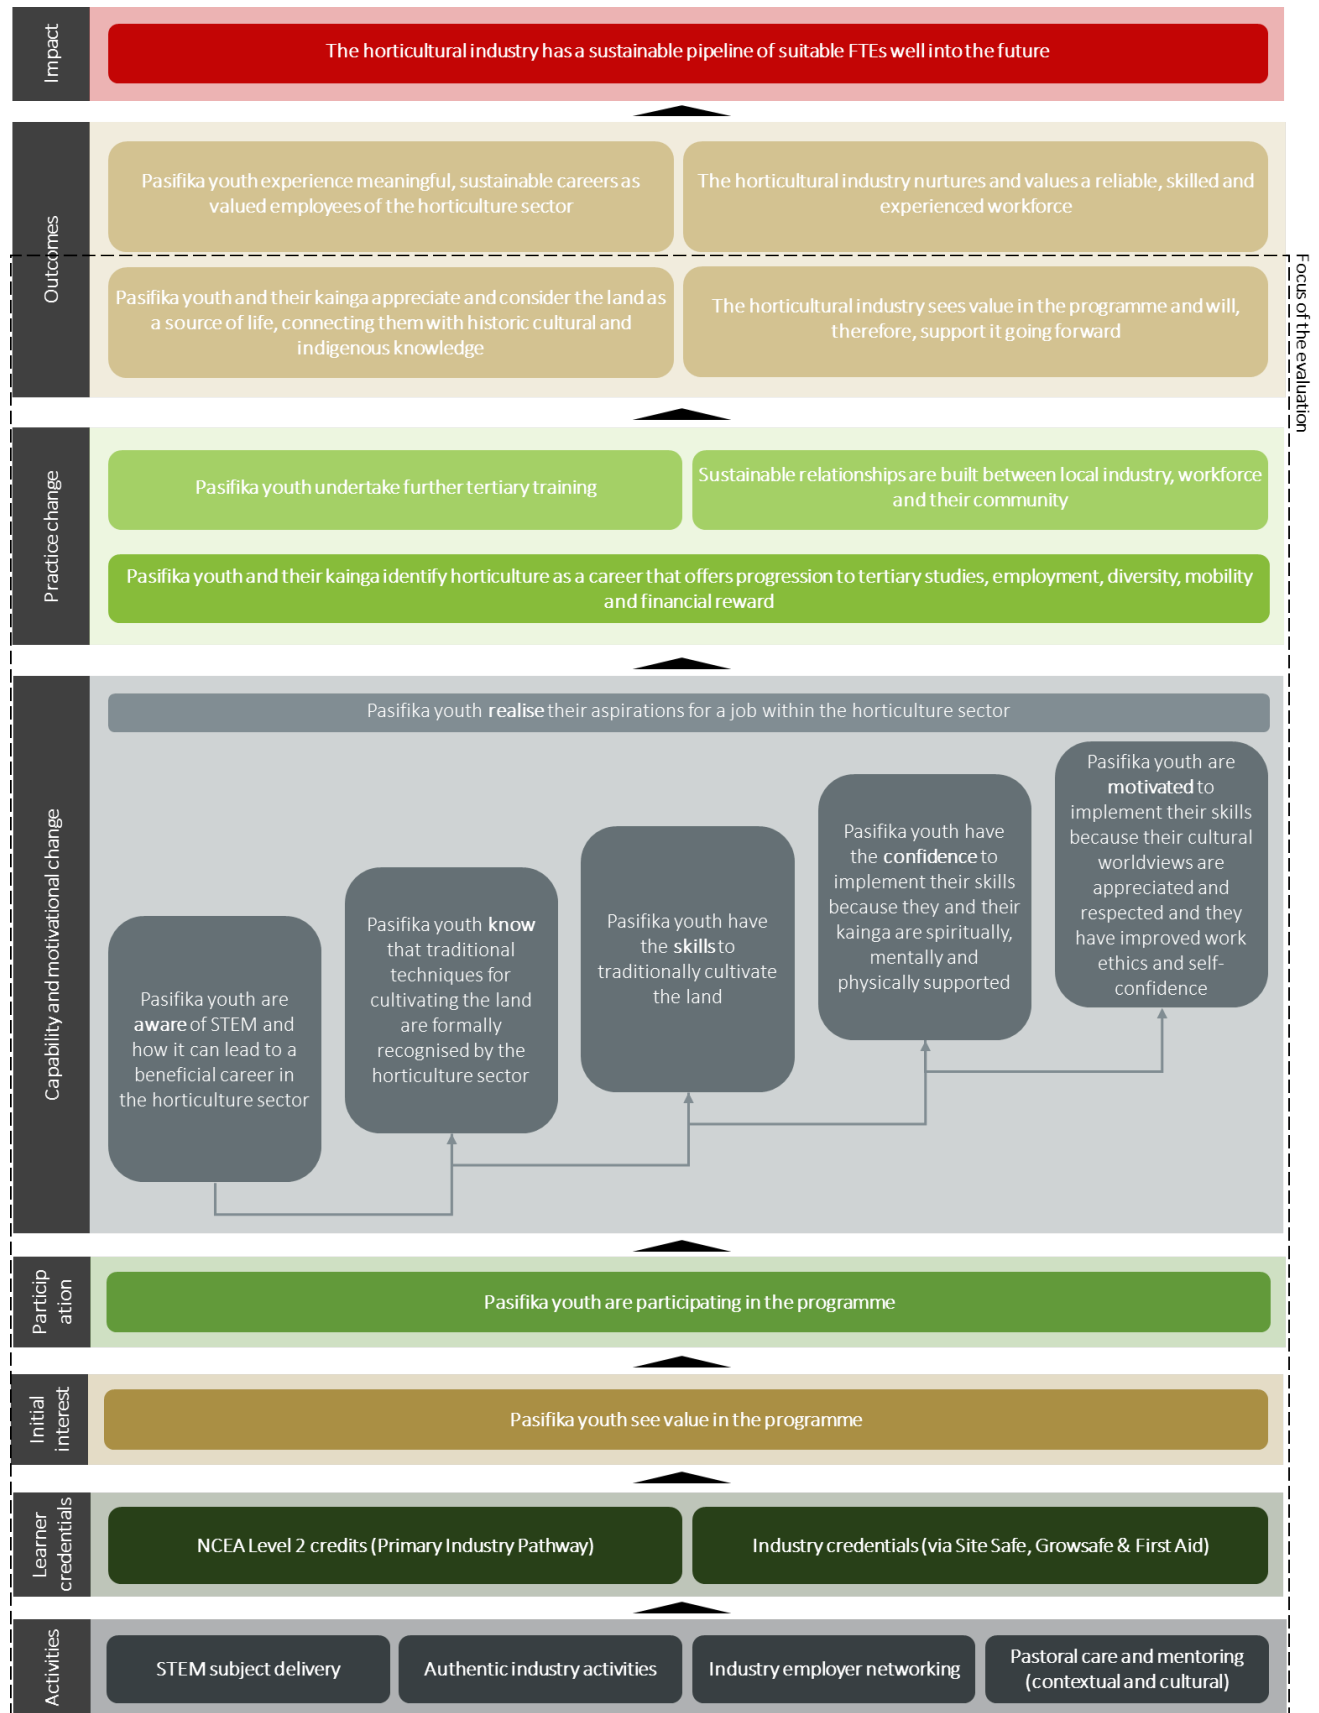 Impact
The horticultural industry has a sustainable pipeline of suitable FTEs well into the future
Outcomes
Pasifika youth experience meaningful, sustainable careers as
valued employees of the horticulture sector
The horticultural industry nurtures and values a reliable, skilled and
experienced workforce
Focus of the evaluation
Pasifika youth and their kainga appreciate and consider the land as
a source of life, connecting them with historic cultural and
indigenous knowledge
The horticultural industry sees value in the programme and will,
therefore, support it going forward
Practice change
Pasifika youth undertake further tertiary training
Sustainable relationships are built between local industry, workforce
and their community
Pasifika youth and their kainga identify horticulture as a career that offers progression to tertiary studies, employment, diversity, mobility
and financial reward
Capability and motivational change
Pasifika youth realise their aspirations for a job within the horticulture sector
Pasifika youth are
aware of STEM and
how it can lead to a
beneficial career in
the horticulture sector
Pasifika youth know
that traditional
techniques for
cultivating the land
are formally
recognised by the
horticulture sector
Pasifika youth have
the skills to
traditionally cultivate
the land
Pasifika youth have
the confidence to
implement their skills
because they and their
kainga are spiritually,
mentally and
physically supported
Pasifika youth are
motivated to
implement their skills
because their cultural
worldviews are
appreciated and
respected and they
have improved work
ethics and self-
confidence
Particip
ation
Pasifika youth are participating in the programme
Initial
interest
Pasifika youth see value in the programme
Learner
credentials
NCEA Level 2 credits (Primary Industry Pathway)
Industry credentials (via Site Safe, Growsafe & First Aid)
Activities
STEM subject delivery
Authentic industry activities
Industry employer networking
Pastoral care and mentoring
(contextual and cultural)